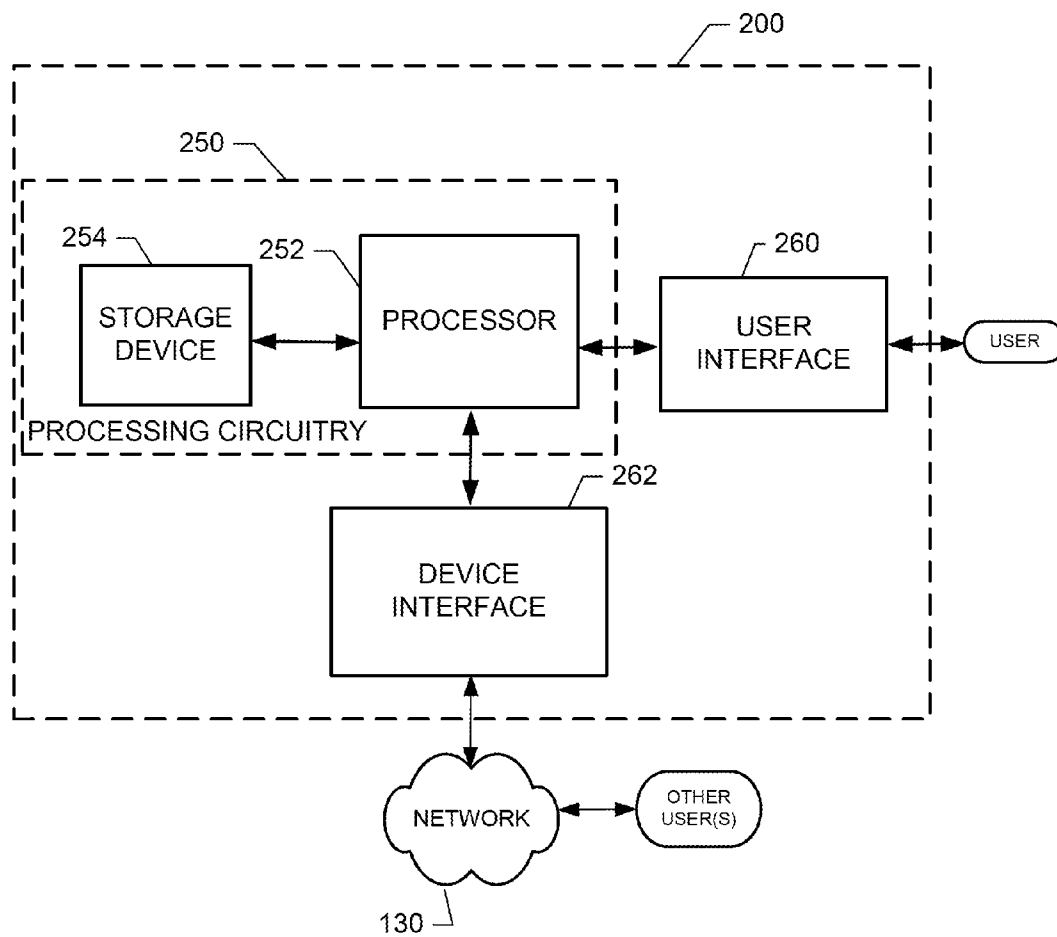 200
250
254
252
260
STORAGE
DEVICE
PROCESSOR
USER
INTERFACE
USER
PROCESSING CIRCUITRY
262
DEVICE
INTERFACE
NETWORK
OTHER
USER(S)
130